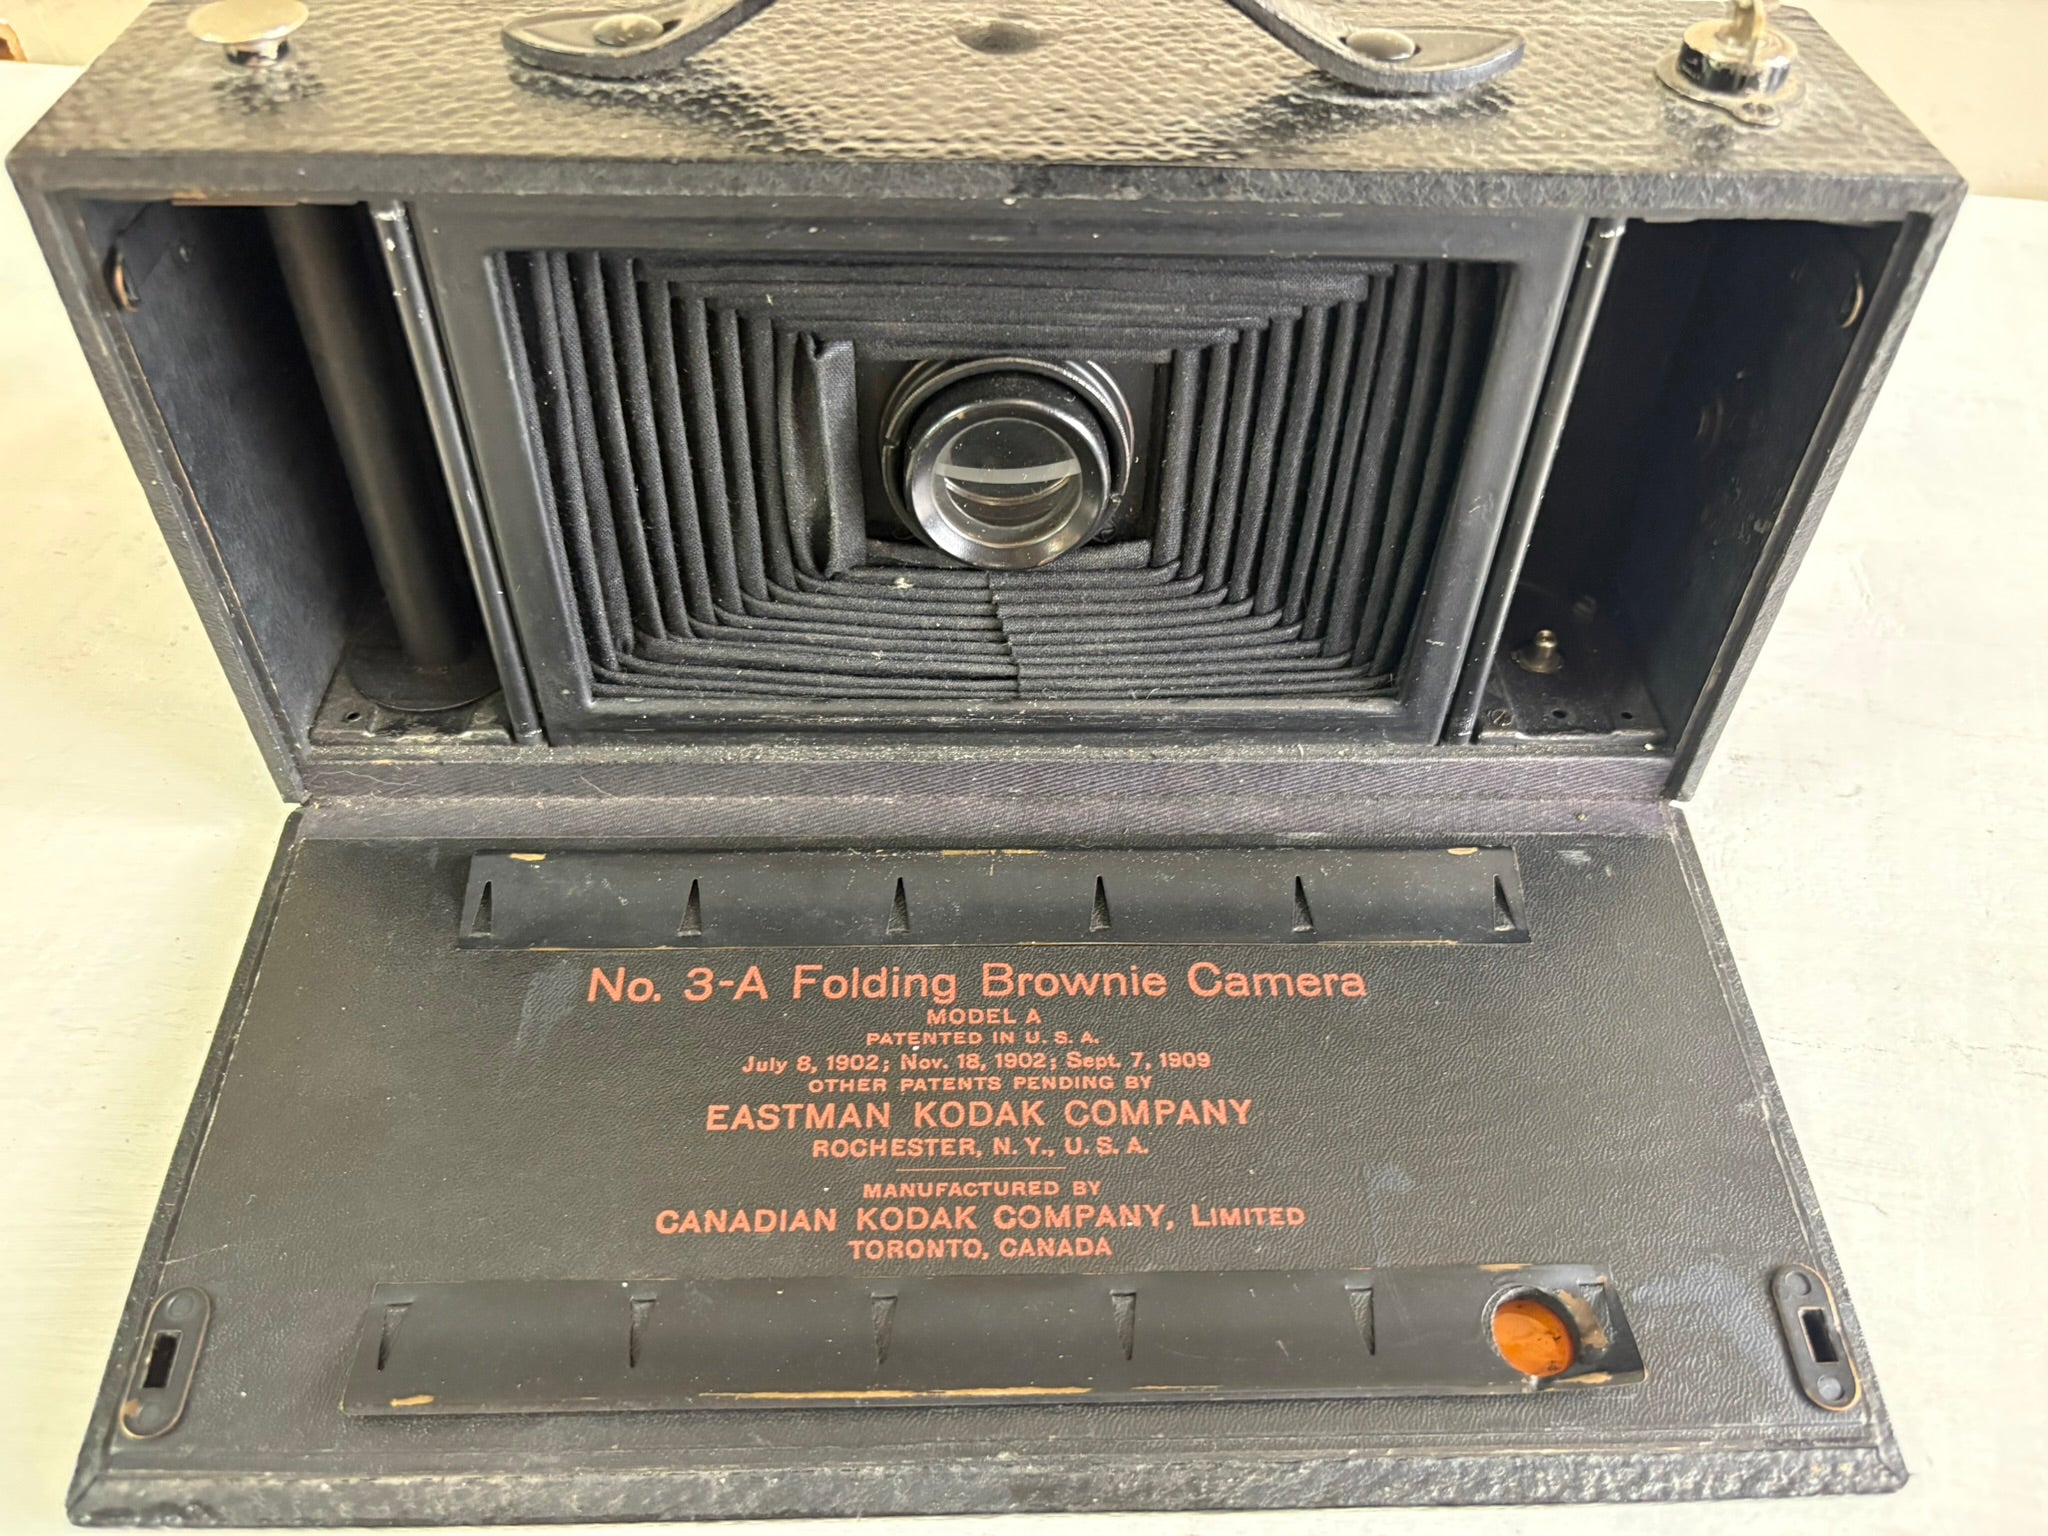 No. 3-A Folding Brownie Camera
MODEL A
PATENTED IN U. S. A.
July 8, 1902; Nov. 18, 1902; Sept. 7, 1909
OTHER PATENTS PENDING BY
EASTMAN KODAK COMPANY
ROCHESTER, N. Y., U. S. A.
MANUFACTURED BY
CANADIAN KODAK COMPANY, LIMITED
TORONTO, CANADA